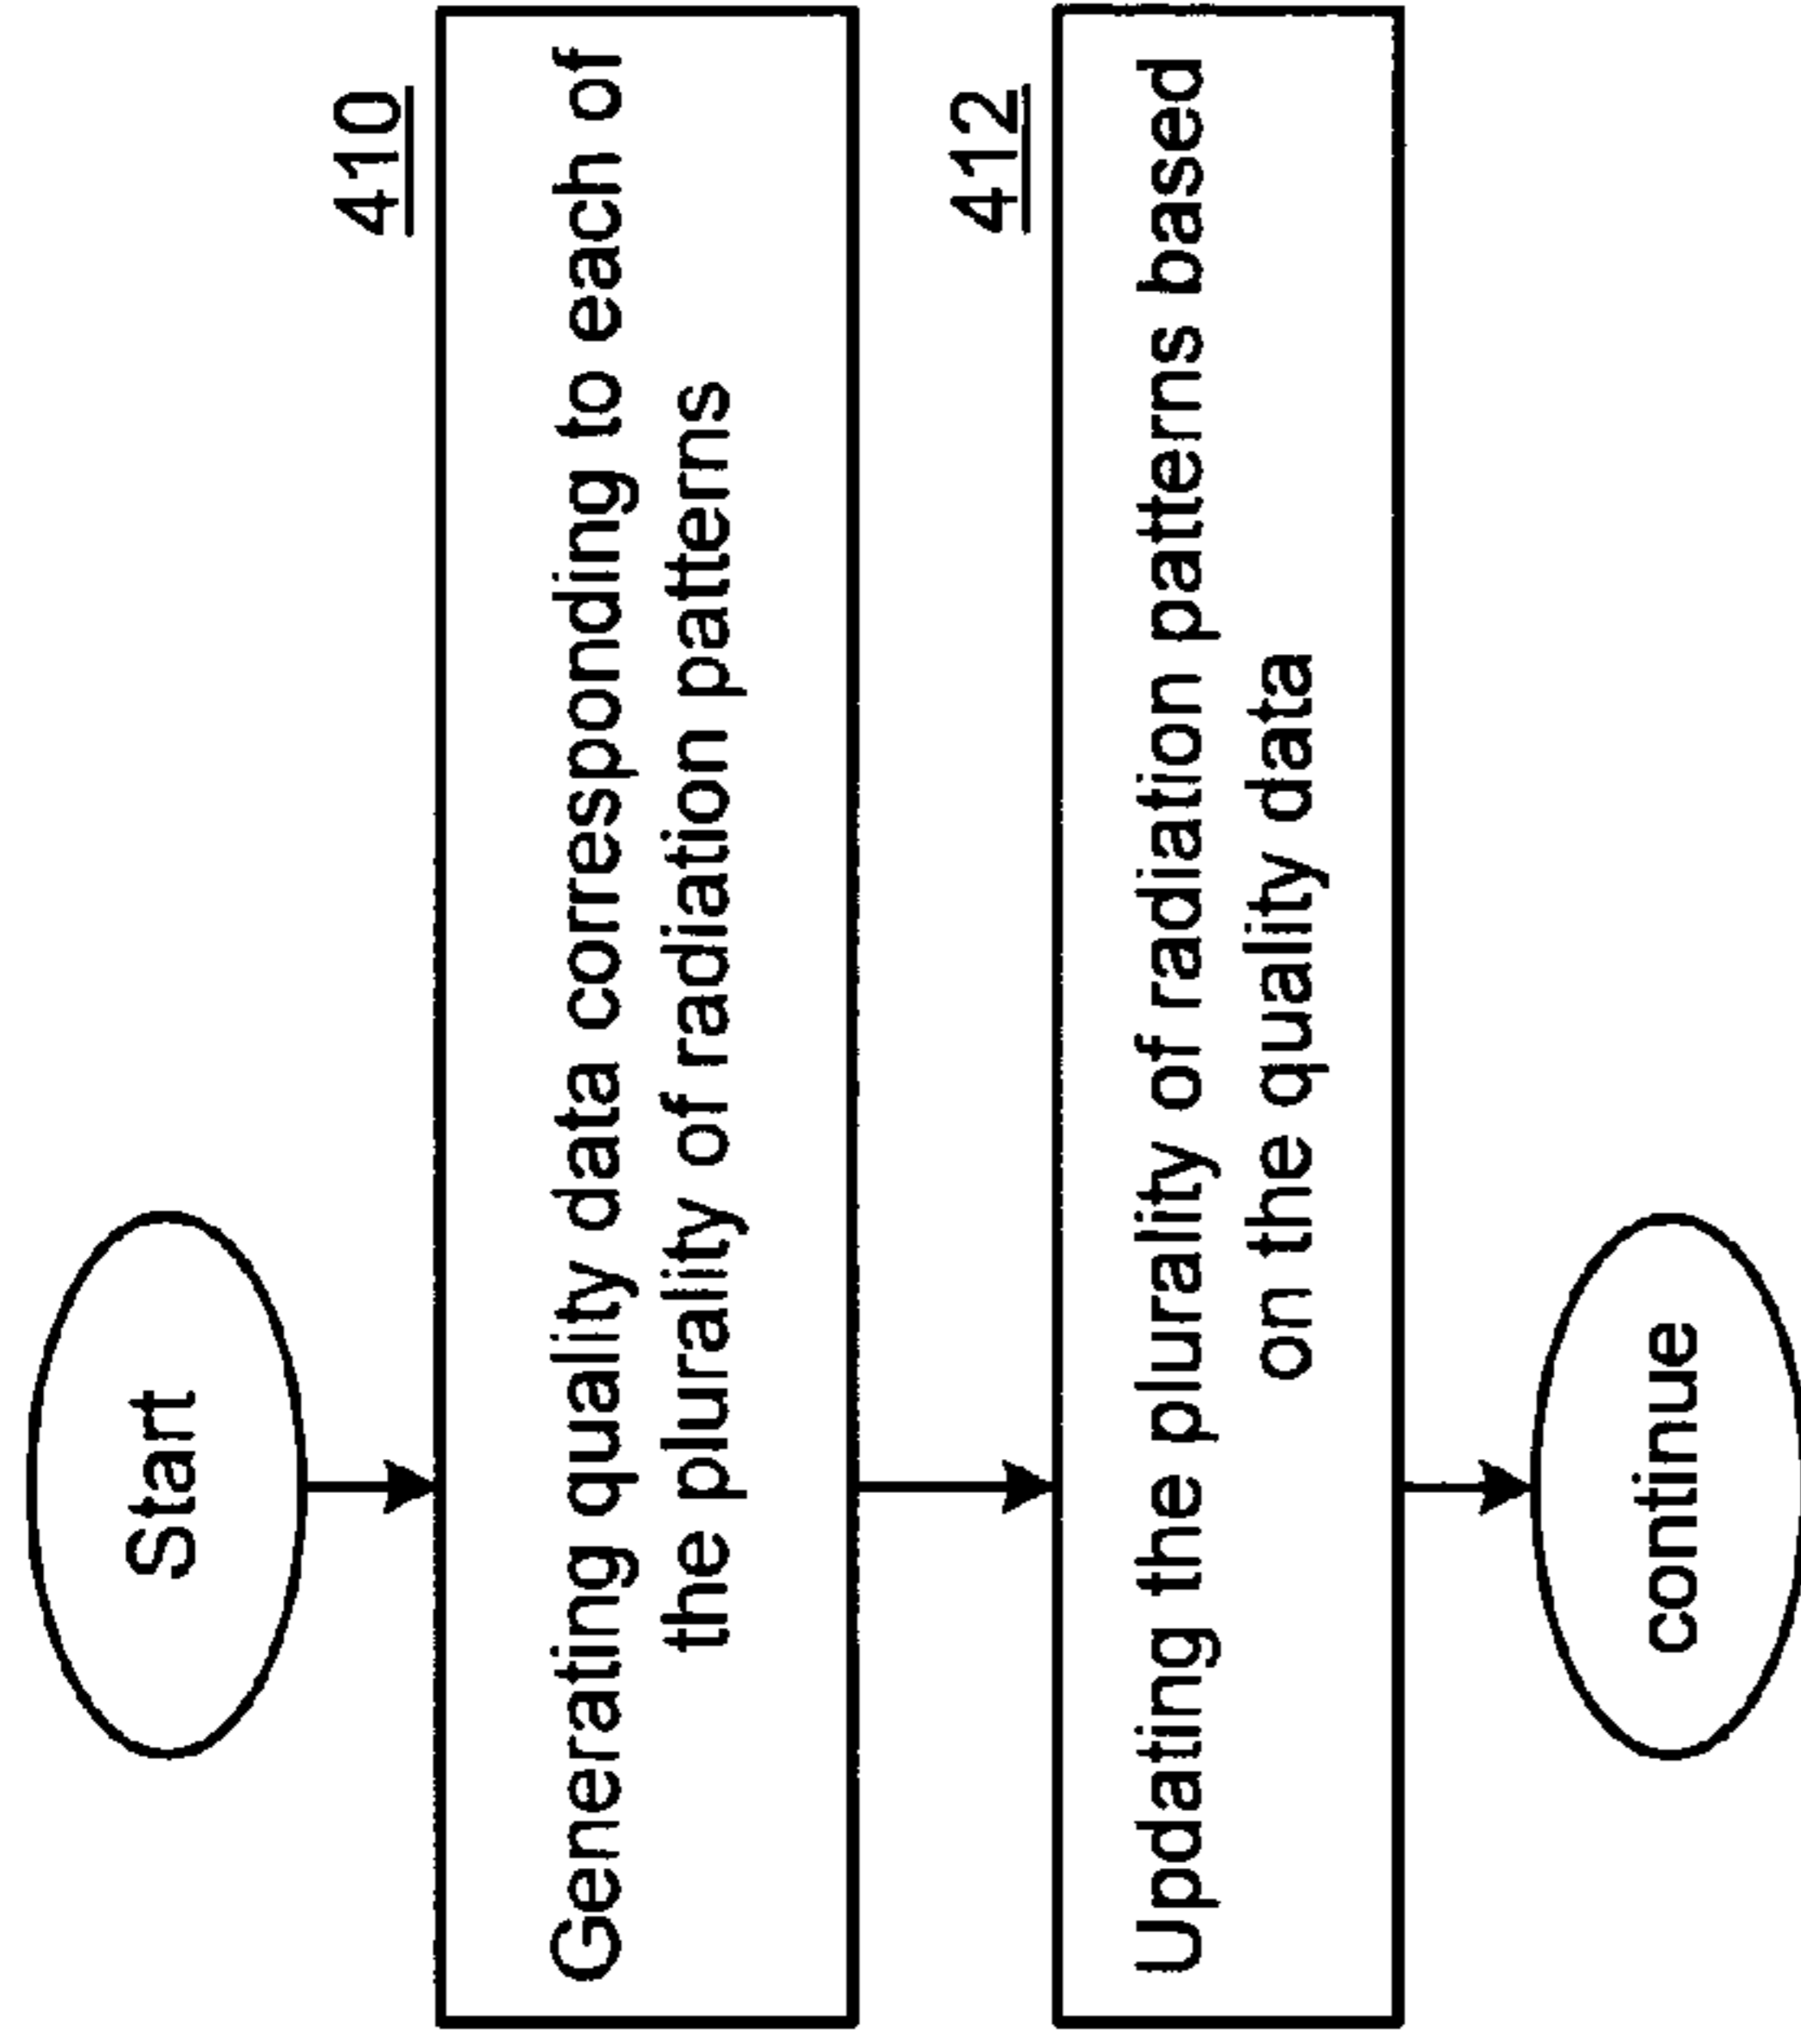 Start
410
Generating quality data corresponding to each of
the plurality of radiation patterns
412
Updating the plurality of radiation patterns based
on the quality data
continue